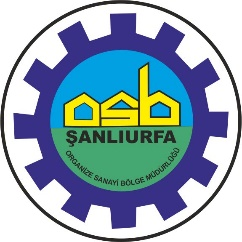 osb
ŞANLIURFA
ORGANİZE SANAYİ BÖLGE MÜDÜRLÜĞÜ